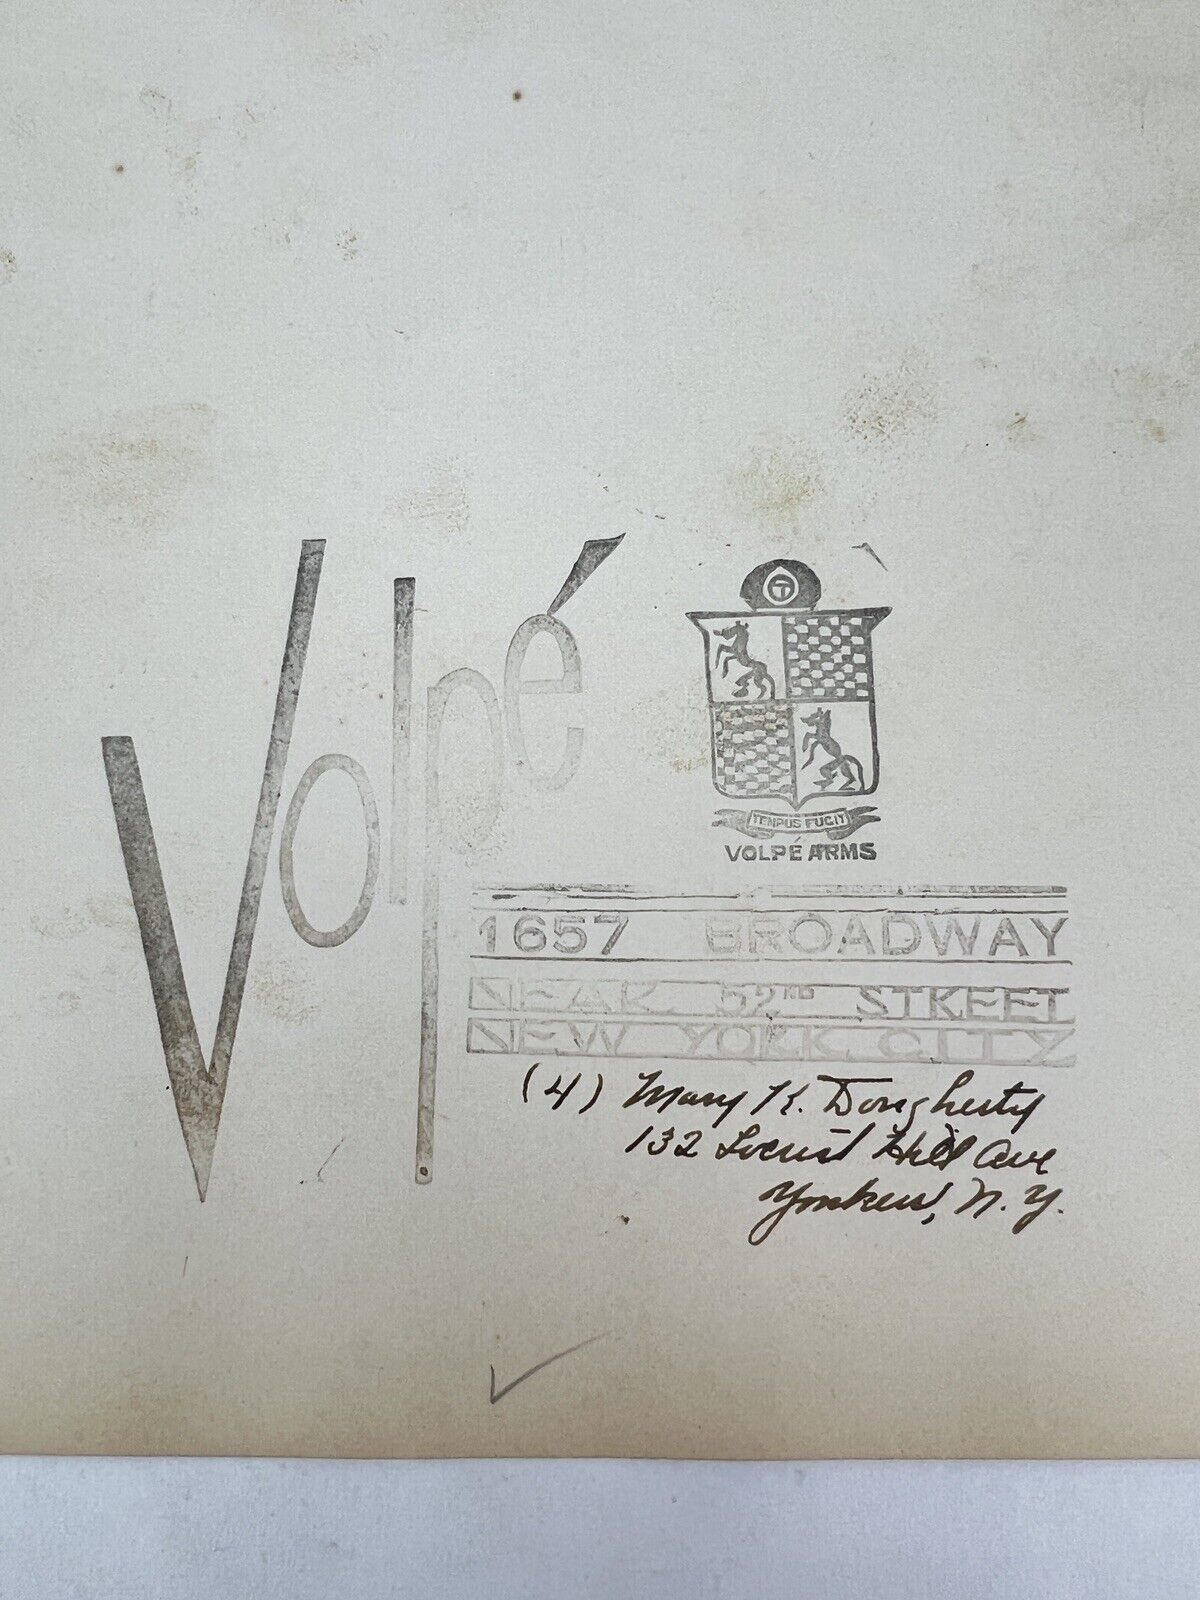 Volpé
T
TENPUS FUGIT
VOLPÉ ARMS
1657 BROADWAY
NEAR 52ND STREET
NEW YORK CITY
(4) Mary K. Dougherty
132 Locust Hill Ave
Yonkers, N.Y.